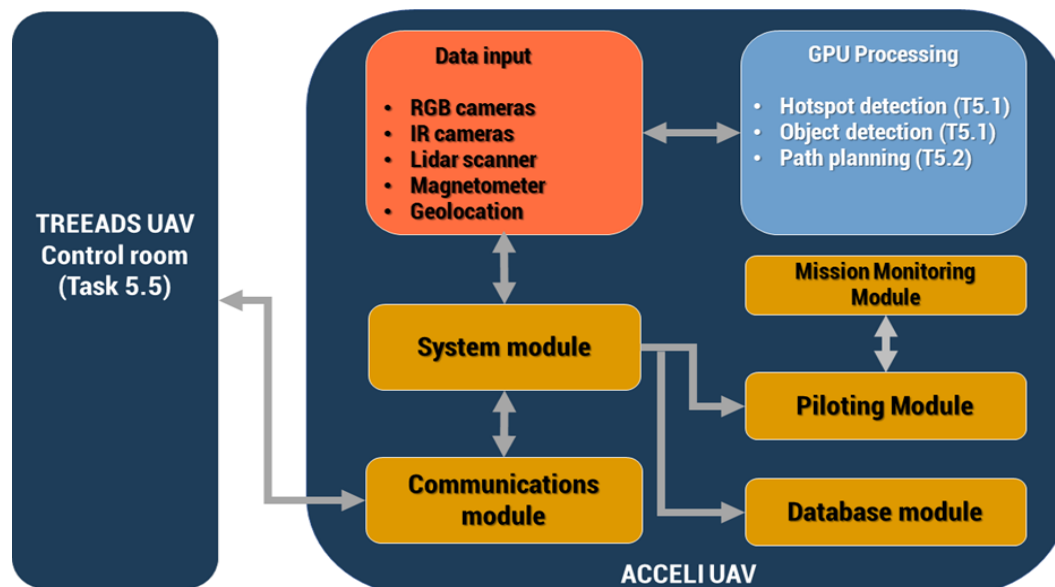 TREEADS UAV
Control room
(Task 5.5)
Data input
• RGB cameras
• IR cameras
• Lidar scanner
• Magnetometer
• Geolocation
GPU Processing
• Hotspot detection (T5.1)
• Object detection (T5.1)
• Path planning (T5.2)
Mission Monitoring
Module
System module
Piloting Module
Communications
module
Database module
ACCELI UAV